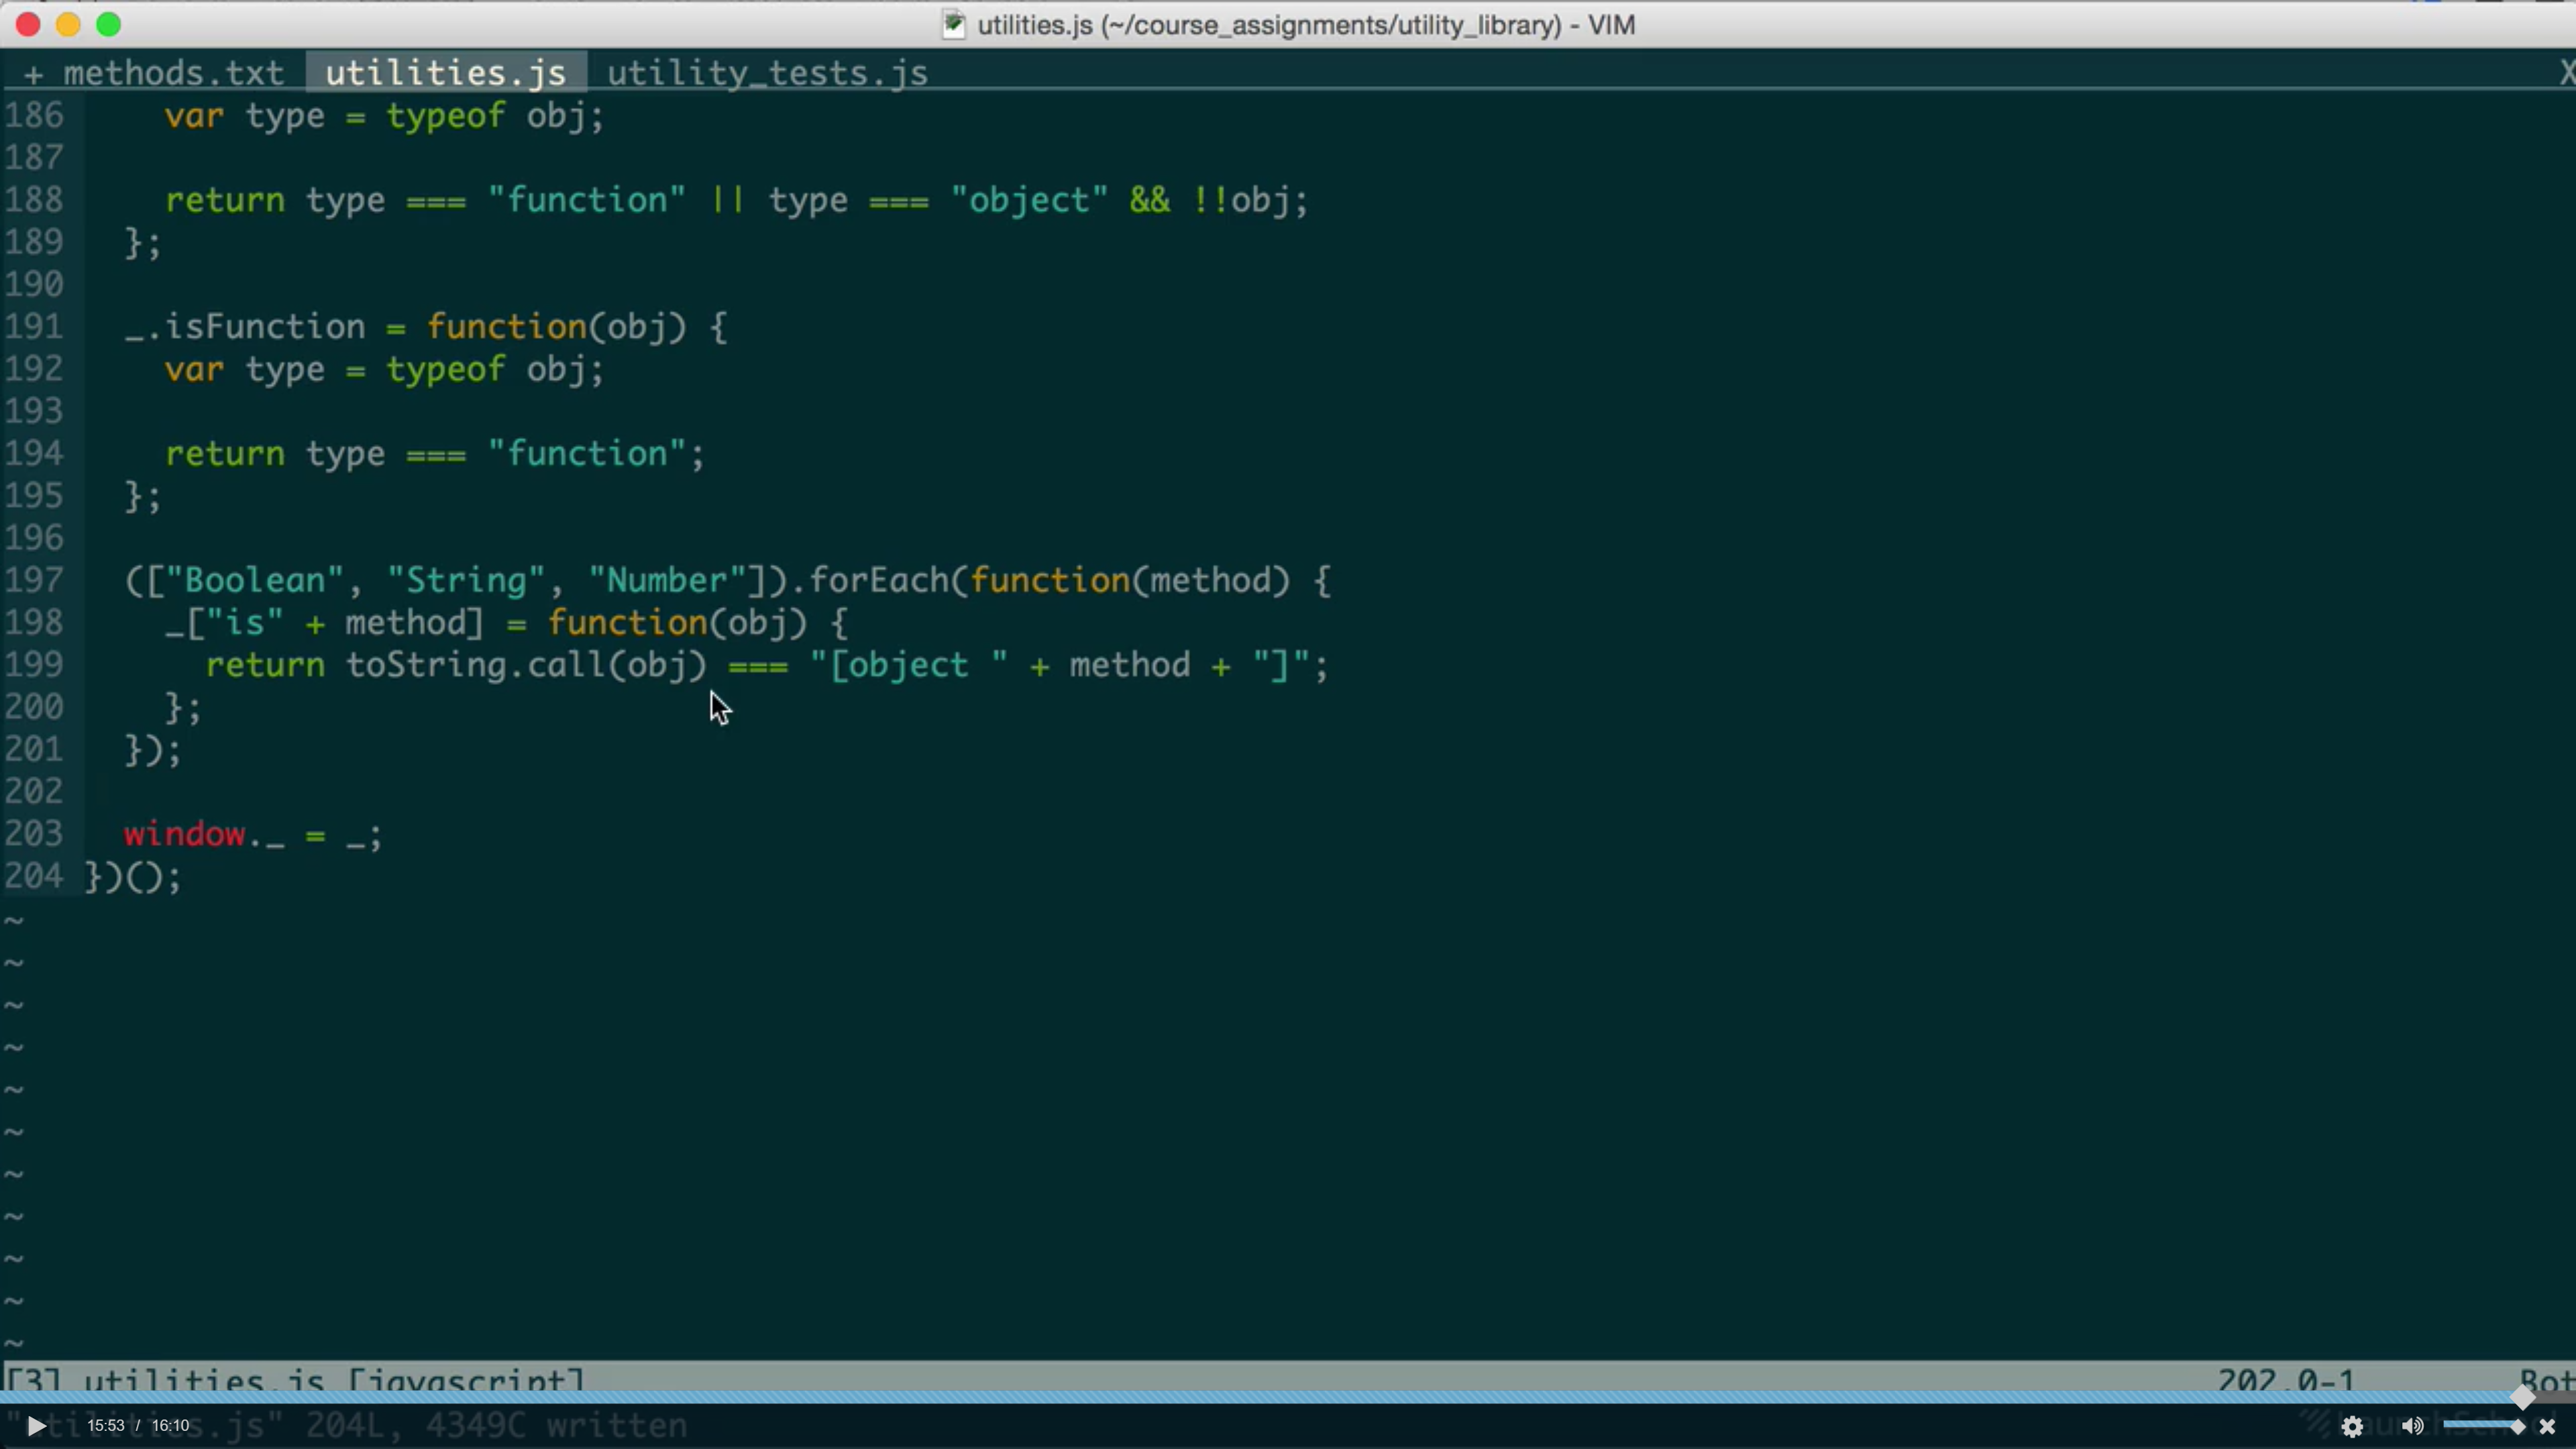 utilities.js (~/course_assignments/utility_library) - VIM
+ methods.txt utilities.js utility_tests.js X
186 var type = typeof obj;
187
188 return type === "function" || type === "object" && !!obj;
189 };
190
191 _.isFunction = function(obj) {
192 var type = typeof obj;
193
194 return type === "function";
195 };
196
197 (["Boolean", "String", "Number"]).forEach(function(method) {
198 _["is" + method] = function(obj) {
199 return toString.call(obj) === "[object " + method + "]";
200 };
201 });
202
203 window._ = _;
204 })();
~
~
~
~
~
~
~
~
~
~
~
[3] utilities.js [javascript] 202,0-1 Bot
"utilities.js" 204L, 4349C written
15:53 / 16:10